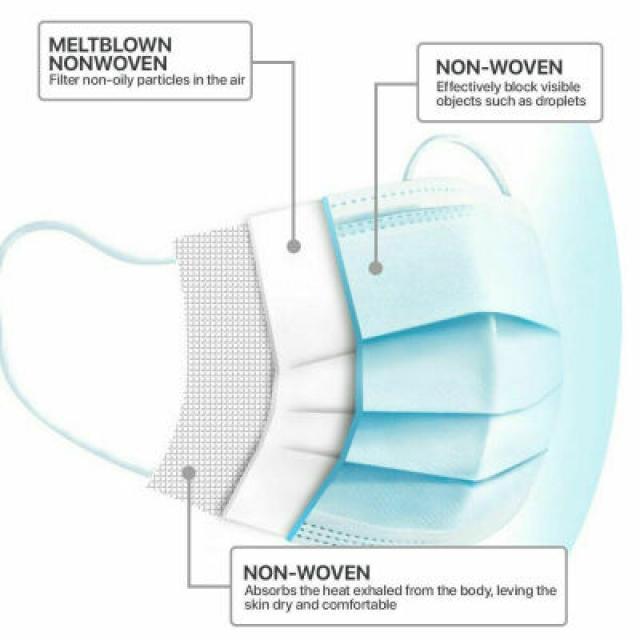 MELTBLOWN
NONWOVEN
Filter non-oily particles in the air
NON-WOVEN
Effectively block visible
objects such as droplets
NON-WOVEN
Absorbs the heat exhaled from the body, leving the
skin dry and comfortable